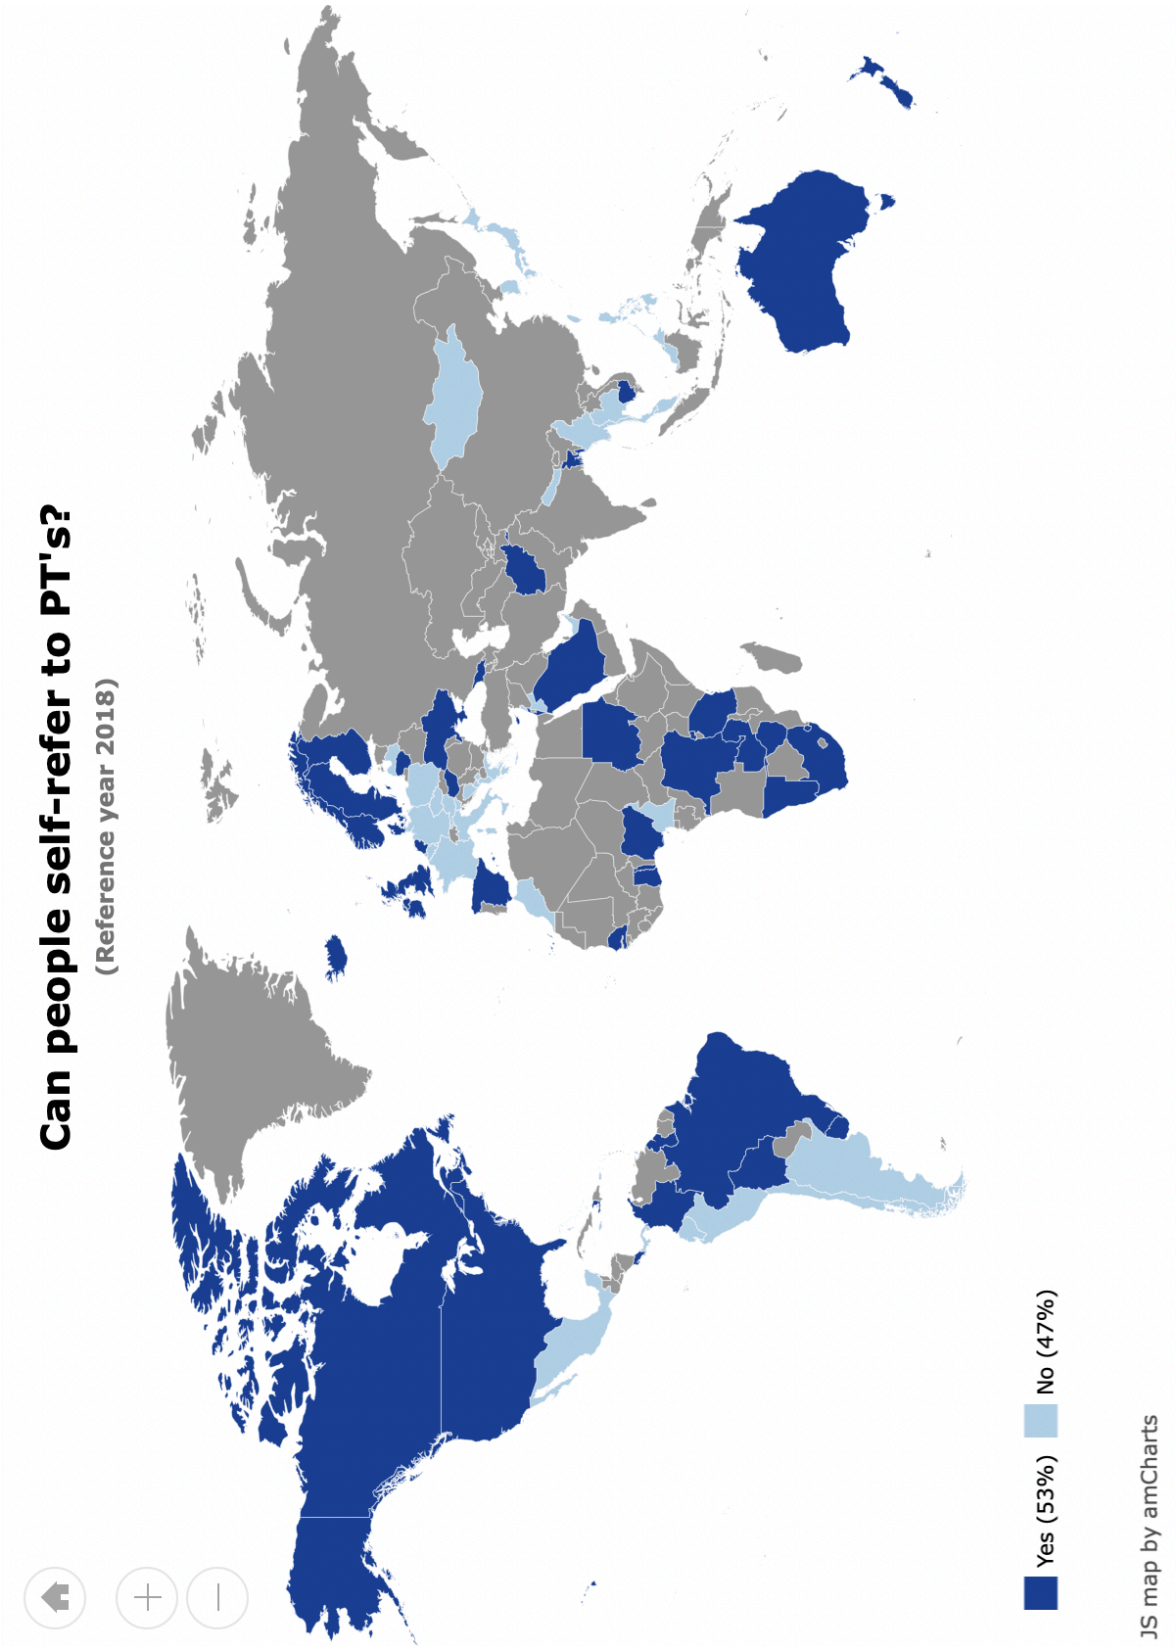 Can people self-refer to PT's?
(Reference year 2018)
Yes (53%) No (47%)
JS map by amCharts